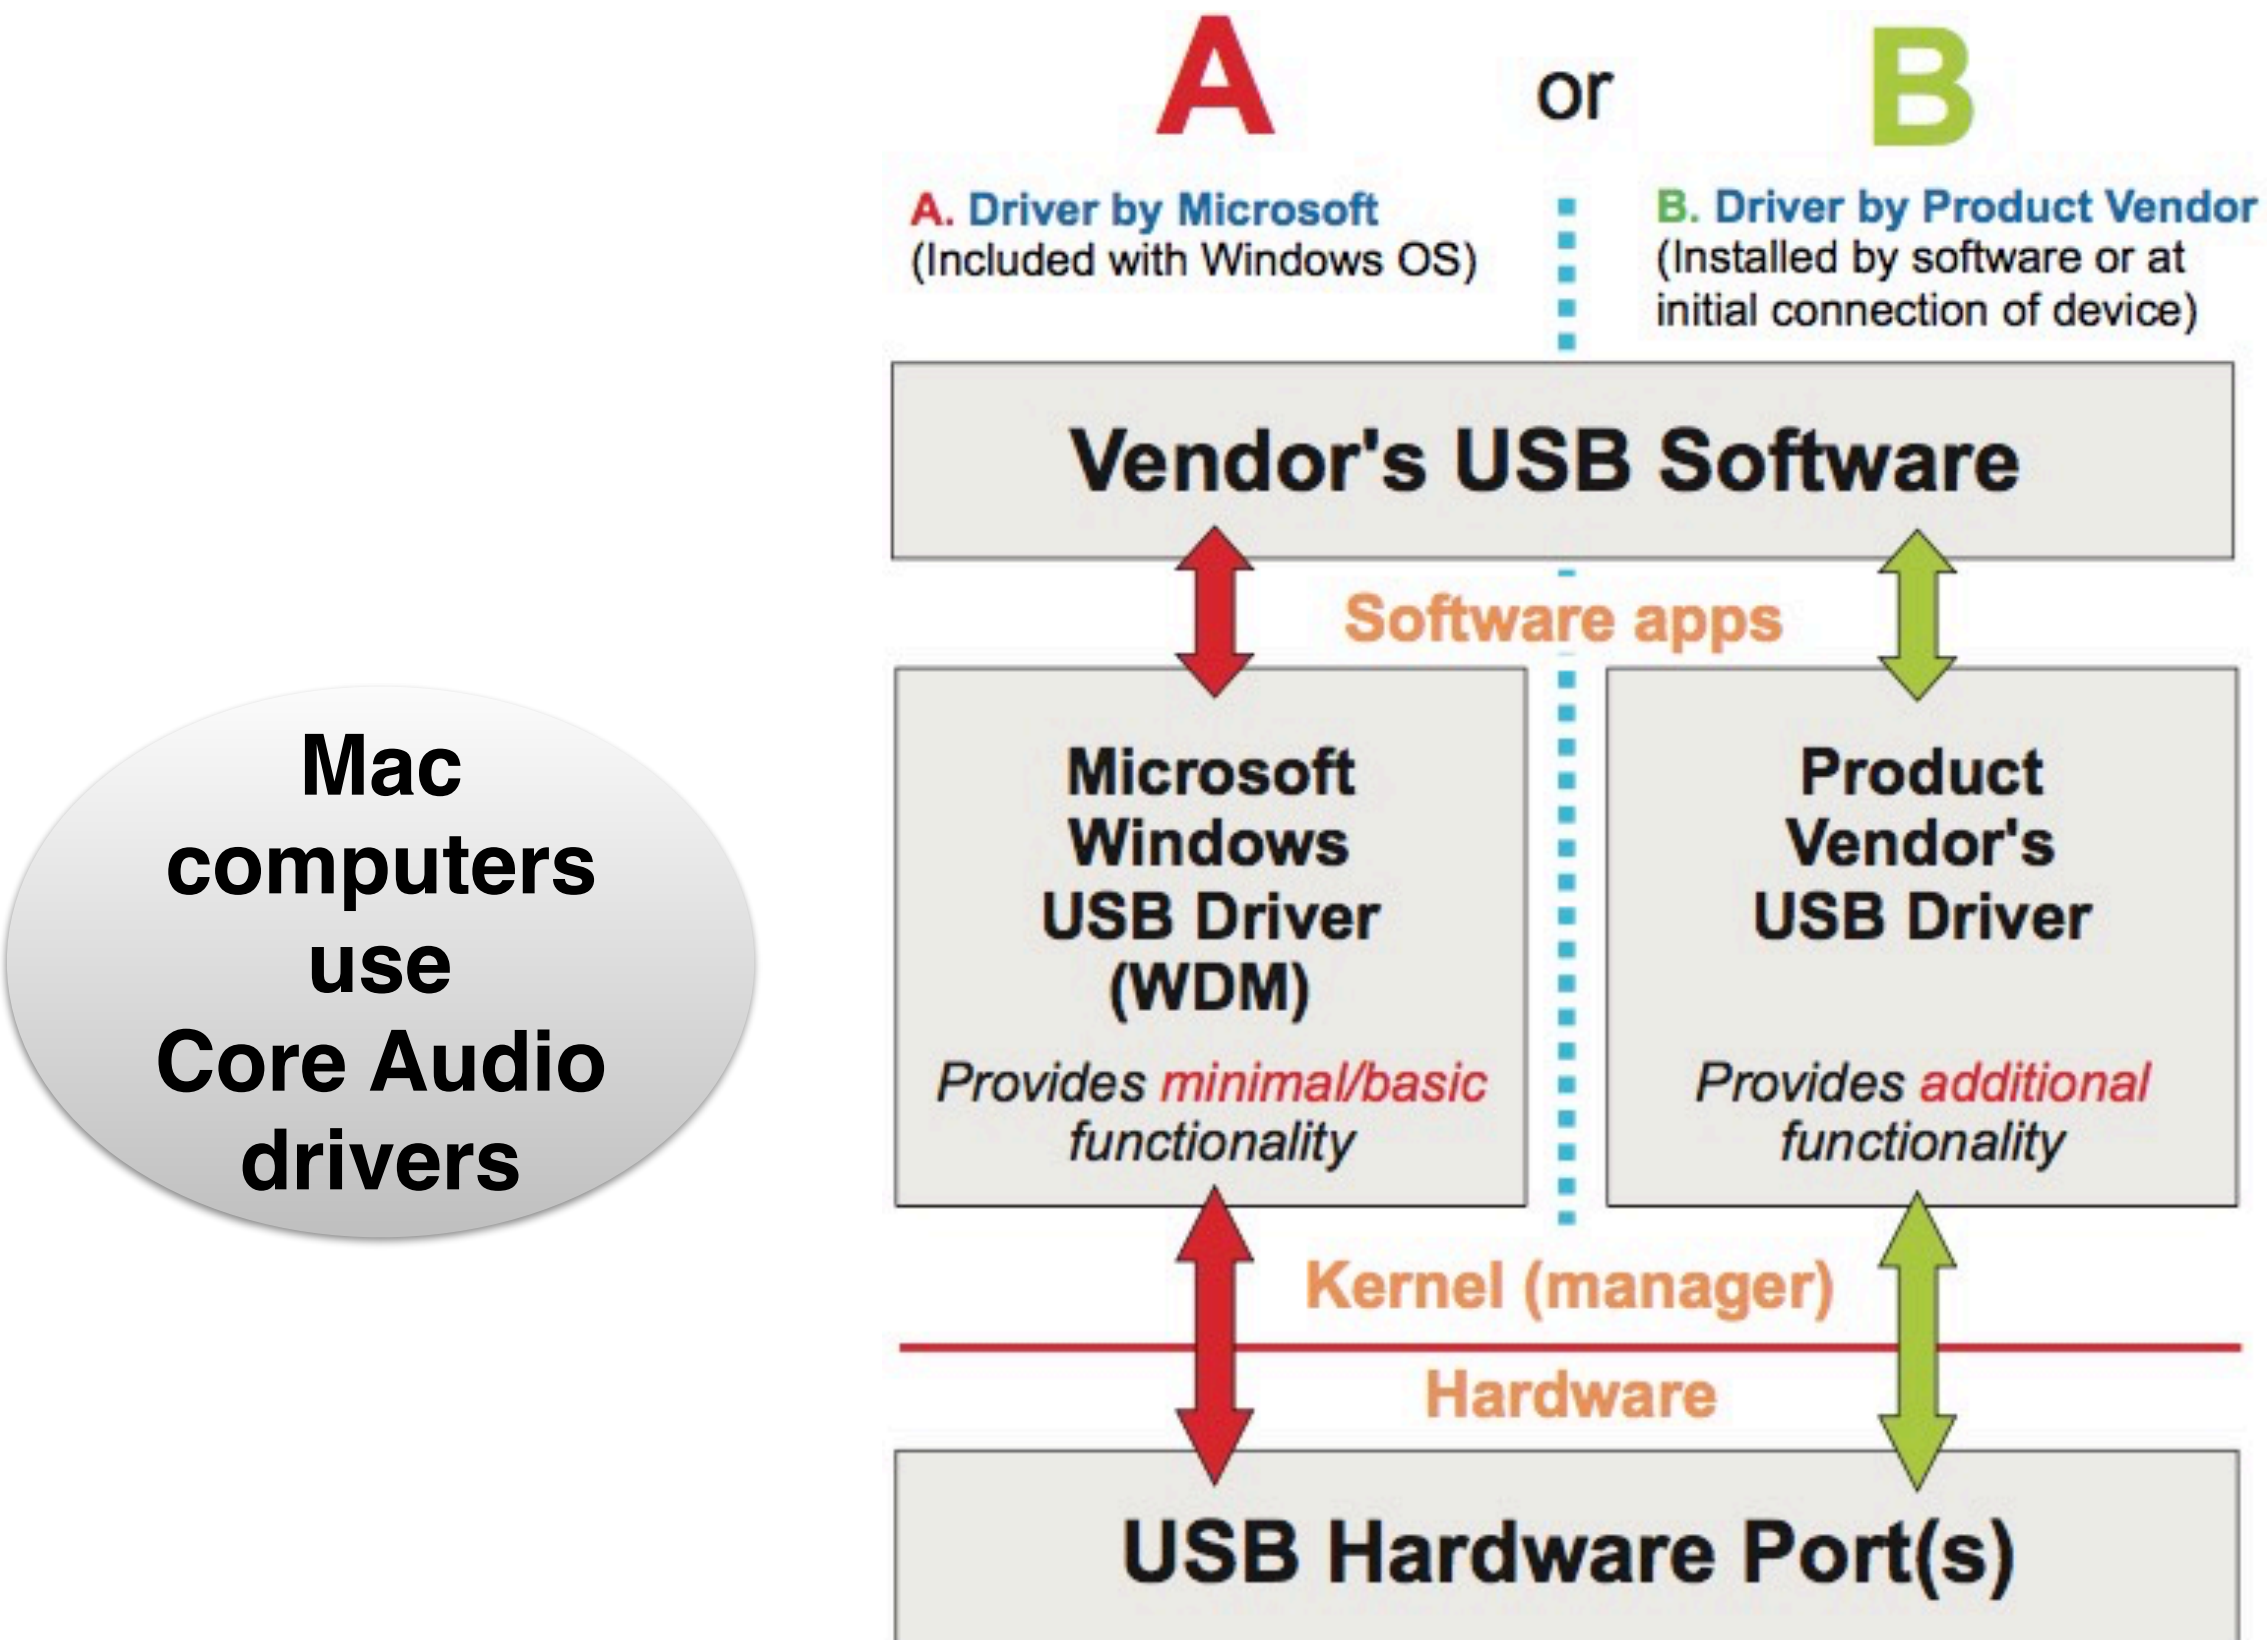 A or B
A. Driver by Microsoft
(Included with Windows OS)
B. Driver by Product Vendor
(Installed by software or at
initial connection of device)
Vendor's USB Software
Software apps
Mac
computers
use
Core Audio
drivers
Microsoft
Windows
USB Driver
(WDM)
Provides minimal/basic
functionality
Product
Vendor's
USB Driver
Provides additional
functionality
Kernel (manager)
Hardware
USB Hardware Port(s)